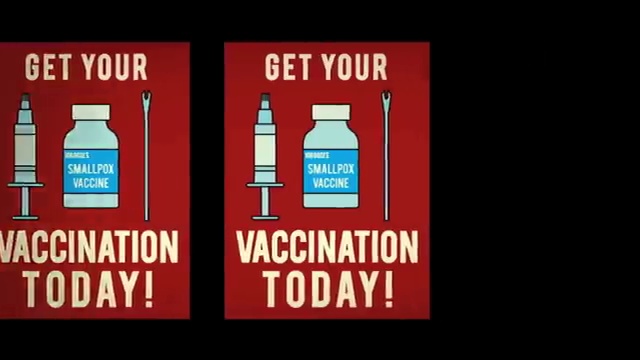 GET YOUR
SMALLPOX
VACCINE
VACCINATION
TODAY!
GET YOUR
SMALLPOX
VACCINE
VACCINATION
TODAY!